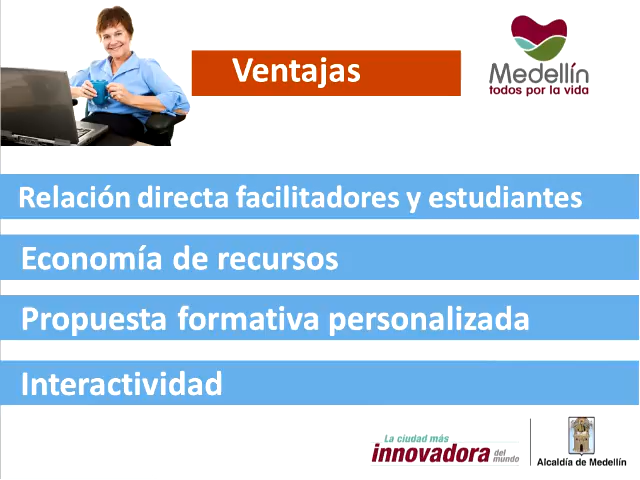 Ventajas
Medellín
todos por la vida
Relación directa facilitadores y estudiantes
Economía de recursos
Propuesta formativa personalizada
Interactividad
La ciudad más
innovadora del mundo
Alcaldía de Medellín